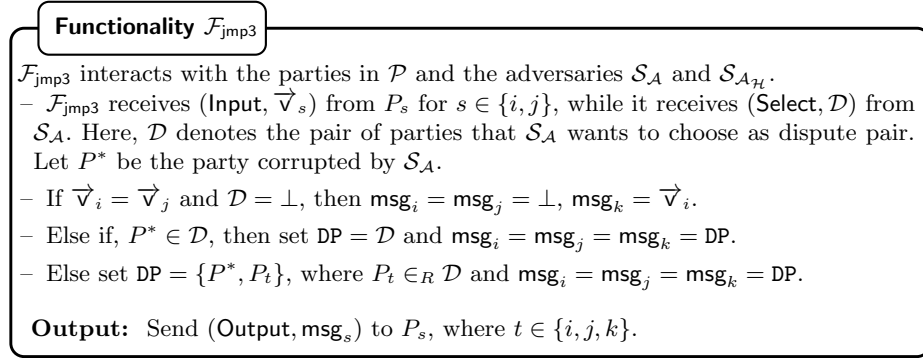 Functionality $\mathcal{F}_{\mathsf{jmp3}}$
$\mathcal{F}_{\mathsf{jmp3}}$ interacts with the parties in $\mathcal{P}$ and the adversaries $\mathcal{S}_{\mathcal{A}}$ and $\mathcal{S}_{\mathcal{A}_{\mathcal{H}}}$.
– $\mathcal{F}_{\mathsf{jmp3}}$ receives $(\mathsf{Input}, \overrightarrow{\mathsf{v}}_s)$ from $P_s$ for $s \in \{i, j\}$, while it receives $(\mathsf{Select}, \mathcal{D})$ from
$\mathcal{S}_{\mathcal{A}}$. Here, $\mathcal{D}$ denotes the pair of parties that $\mathcal{S}_{\mathcal{A}}$ wants to choose as dispute pair.
Let $P^*$ be the party corrupted by $\mathcal{S}_{\mathcal{A}}$.
– If $\overrightarrow{\mathsf{v}}_i = \overrightarrow{\mathsf{v}}_j$ and $\mathcal{D} = \bot$, then $\mathsf{msg}_i = \mathsf{msg}_j = \bot$, $\mathsf{msg}_k = \overrightarrow{\mathsf{v}}_i$.
– Else if, $P^* \in \mathcal{D}$, then set $\mathtt{DP} = \mathcal{D}$ and $\mathsf{msg}_i = \mathsf{msg}_j = \mathsf{msg}_k = \mathtt{DP}$.
– Else set $\mathtt{DP} = \{P^*, P_t\}$, where $P_t \in_R \mathcal{D}$ and $\mathsf{msg}_i = \mathsf{msg}_j = \mathsf{msg}_k = \mathtt{DP}$.
Output: Send $(\mathsf{Output}, \mathsf{msg}_s)$ to $P_s$, where $t \in \{i, j, k\}$.